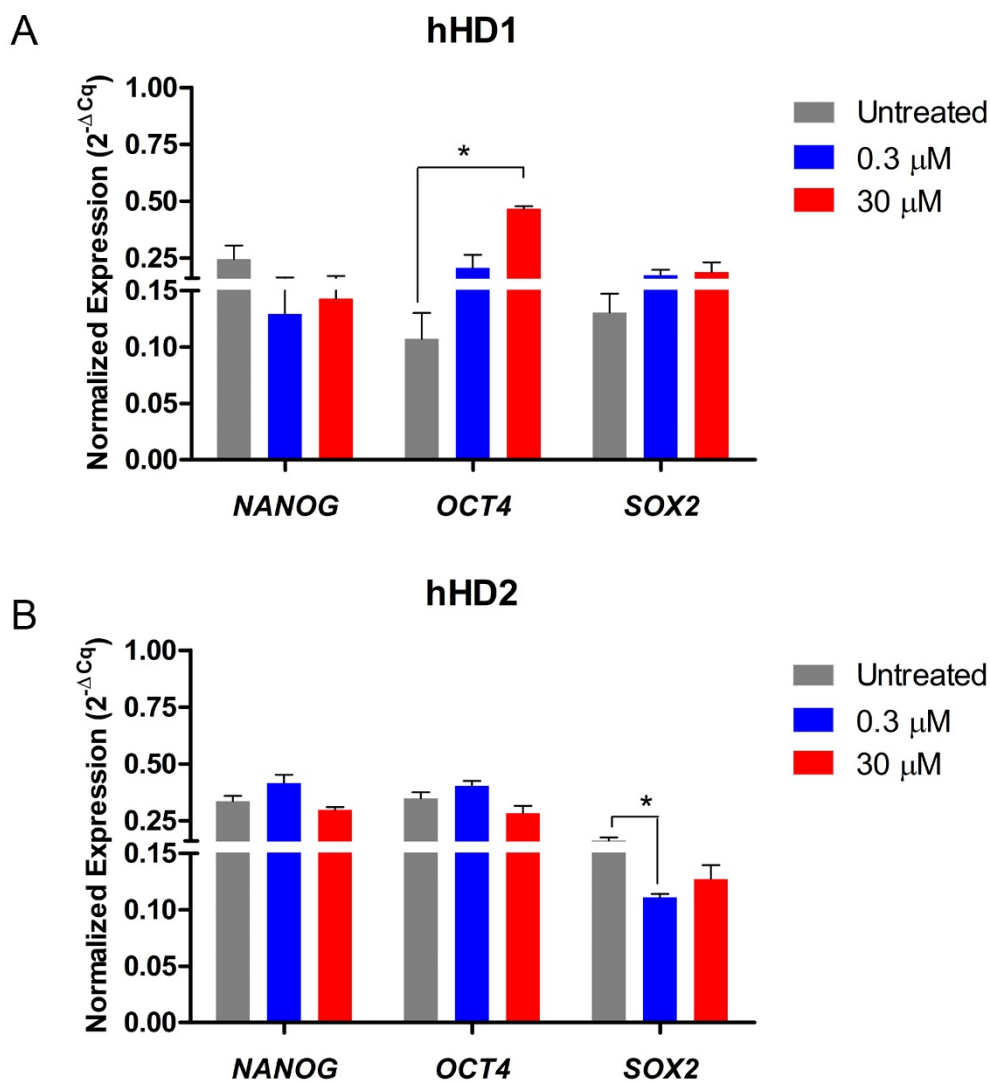 A
hHD1
Normalized Expression (2^-ΔCq)
1.00
0.75
0.50
0.25
0.15
0.10
0.05
0.00
*
NANOG
OCT4
SOX2
Untreated
0.3 μM
30 μM
B
hHD2
Normalized Expression (2^-ΔCq)
1.00
0.75
0.50
0.25
0.15
0.10
0.05
0.00
*
NANOG
OCT4
SOX2
Untreated
0.3 μM
30 μM